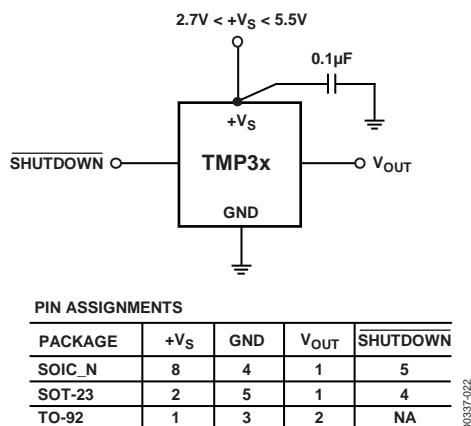 2.7V < +VS < 5.5V
0.1µF
+VS
SHUTDOWN
TMP3x
VOUT
GND
PIN ASSIGNMENTS
PACKAGE +VS GND VOUT SHUTDOWN
SOIC_N 8 4 1 5
SOT-23 2 5 1 4
TO-92 1 3 2 NA
00337-022